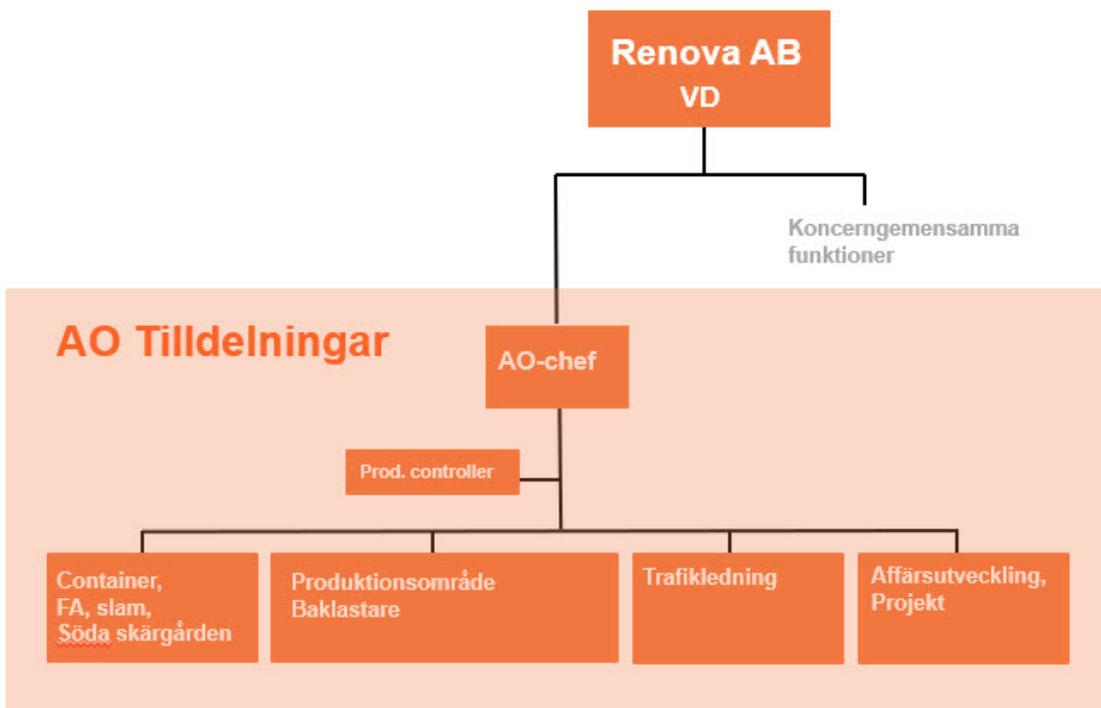 Renova AB
VD
Koncerngemensamma
funktioner
AO Tilldelningar
AO-chef
Prod. controller
Container,
FA, slam,
Söda skärgården
Produktionsområde
Baklastare
Trafikledning
Affärsutveckling,
Projekt